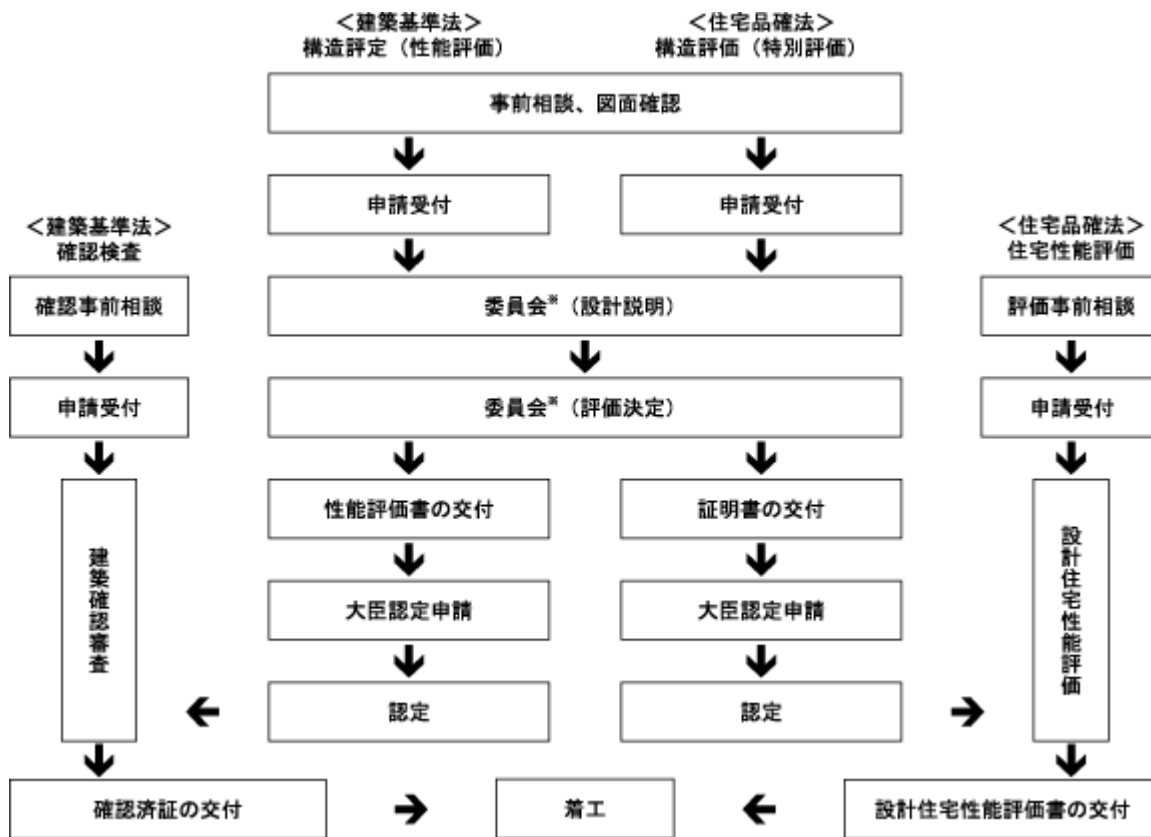 ＜建築基準法＞
構造評定（性能評価）
＜住宅品確法＞
構造評価（特別評価）
事前相談、図面確認
申請受付
申請受付
＜建築基準法＞
確認検査
＜住宅品確法＞
住宅性能評価
確認事前相談
委員会※（設計説明）
評価事前相談
申請受付
委員会※（評価決定）
申請受付
建築確認審査
性能評価書の交付
証明書の交付
設計住宅性能評価
大臣認定申請
大臣認定申請
認定
認定
確認済証の交付
着工
設計住宅性能評価書の交付